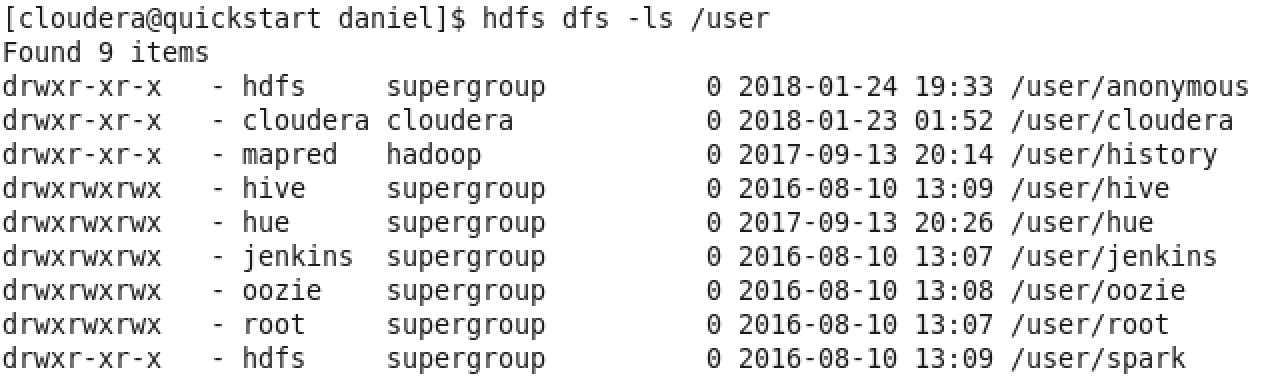 [cloudera@quickstart daniel]$ hdfs dfs -ls /user
Found 9 items
drwxr-xr-x   - hdfs     supergroup          0 2018-01-24 19:33 /user/anonymous
drwxr-xr-x   - cloudera cloudera            0 2018-01-23 01:52 /user/cloudera
drwxr-xr-x   - mapred   hadoop              0 2017-09-13 20:14 /user/history
drwxrwxrwx   - hive     supergroup          0 2016-08-10 13:09 /user/hive
drwxrwxrwx   - hue      supergroup          0 2017-09-13 20:26 /user/hue
drwxrwxrwx   - jenkins  supergroup          0 2016-08-10 13:07 /user/jenkins
drwxrwxrwx   - oozie    supergroup          0 2016-08-10 13:08 /user/oozie
drwxrwxrwx   - root     supergroup          0 2016-08-10 13:07 /user/root
drwxr-xr-x   - hdfs     supergroup          0 2016-08-10 13:09 /user/spark